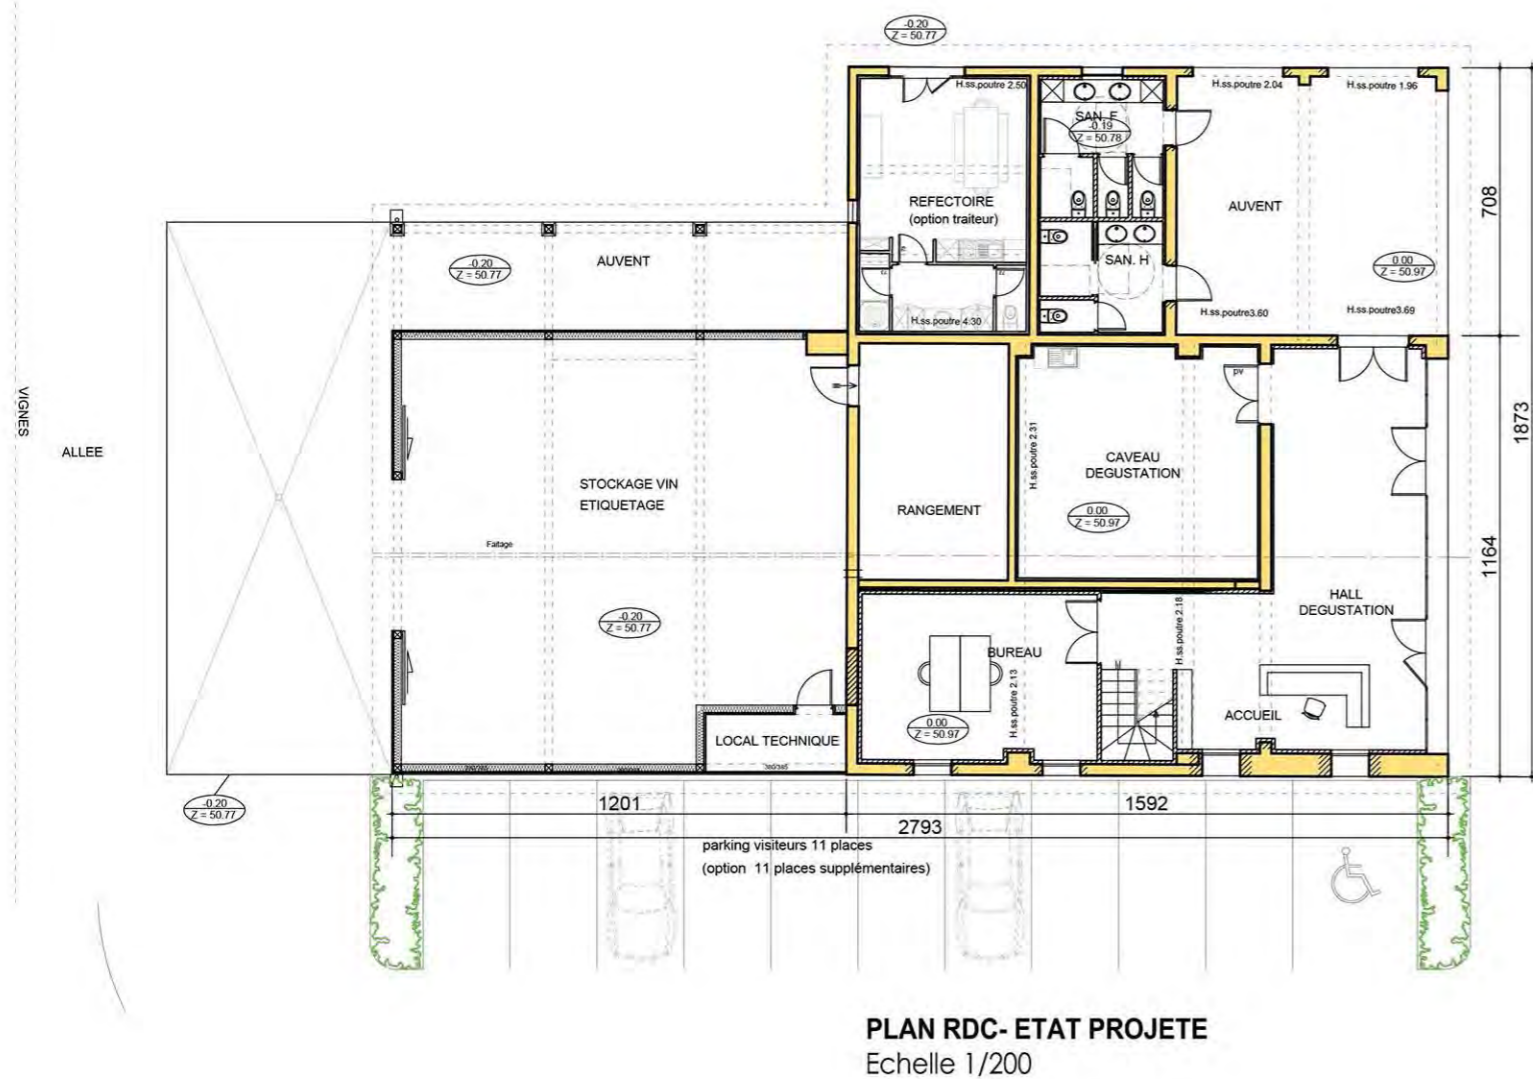 -0.20
Z = 50.77
H.ss.poutre 2.50
H.ss.poutre 2.04
H.ss.poutre 1.96
SAN. F
-0.19
Z = 50.78
REFECTOIRE
(option traiteur)
AUVENT
708
AUVENT
-0.20
Z = 50.77
SAN. H
0.00
Z = 50.97
H.ss.poutre 4.30
H.ss.poutre3.60
H.ss.poutre3.69
VIGNES
ALLEE
PV
1873
H.ss.poutre 2.31
CAVEAU
DEGUSTATION
STOCKAGE VIN
ETIQUETAGE
RANGEMENT
0.00
Z = 50.97
Faîtage
1164
HALL
DEGUSTATION
-0.20
Z = 50.77
H.ss.poutre 2.18
BUREAU
H.ss.poutre 2.13
0.00
Z = 50.97
ACCUEIL
LOCAL TECHNIQUE
-0.20
Z = 50.77
1201
1592
2793
parking visiteurs 11 places
(option 11 places supplémentaires)
PLAN RDC- ETAT PROJETE
Echelle 1/200